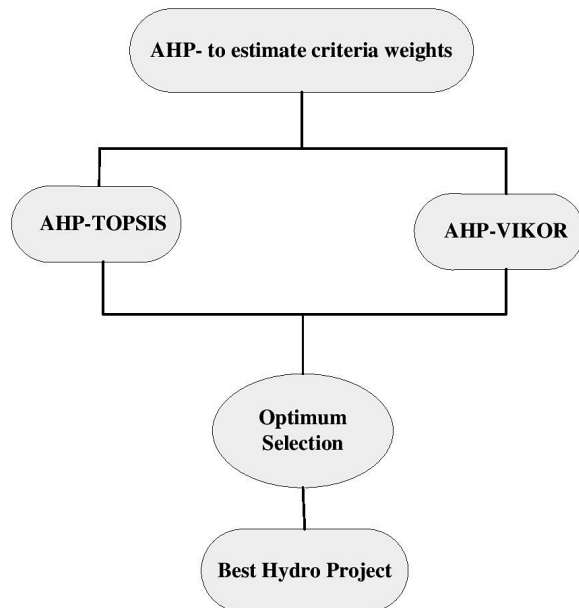 AHP- to estimate criteria weights
AHP-TOPSIS
AHP-VIKOR
Optimum
Selection
Best Hydro Project